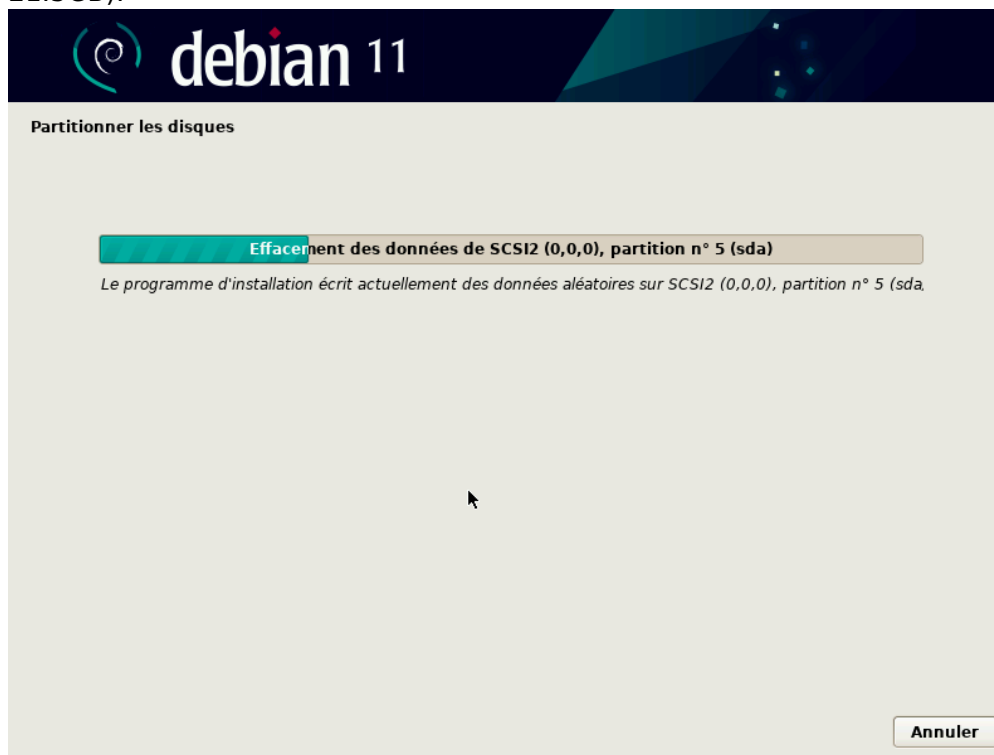 debian 11
Partitionner les disques
Effacement des données de SCSI2 (0,0,0), partition n° 5 (sda)
Le programme d'installation écrit actuellement des données aléatoires sur SCSI2 (0,0,0), partition n° 5 (sda
Annuler